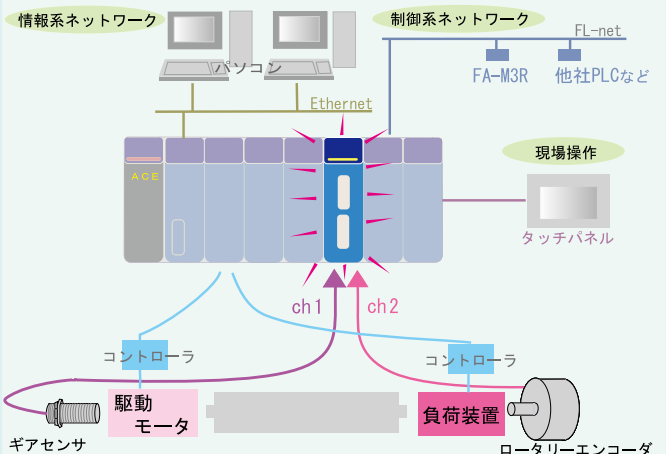 情報系ネットワーク
制御系ネットワーク
FL-net
パソコン
FA-M3R
他社PLCなど
Ethernet
現場操作
ACE
タッチパネル
ch1
ch2
コントローラ
コントローラ
駆動
モータ
負荷装置
ギアセンサ
ロータリーエンコーダ